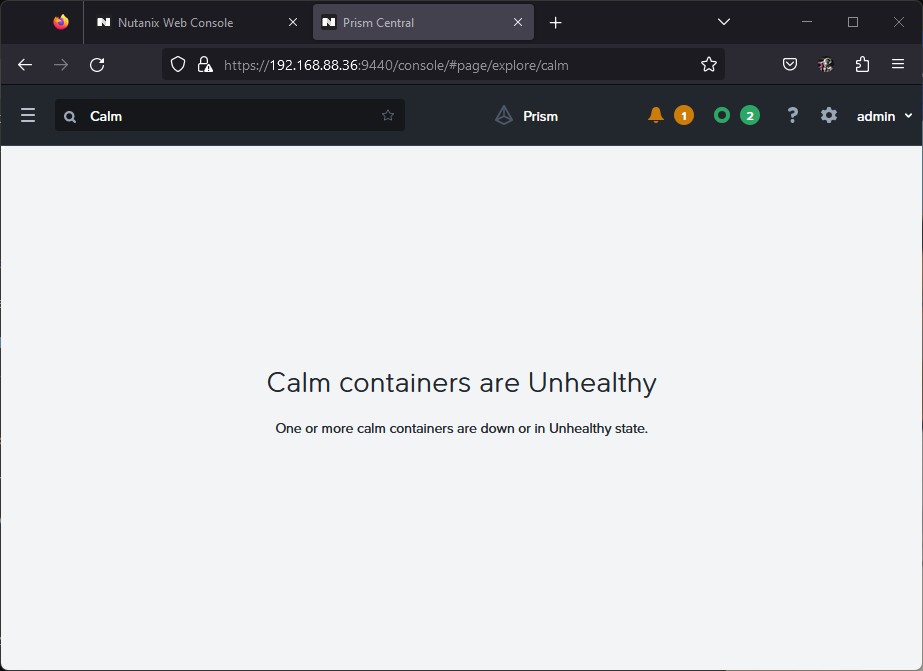 Nutanix Web Console
Prism Central
https://192.168.88.36:9440/console/#page/explore/calm
Calm
Prism
1
2
?
admin
Calm containers are Unhealthy
One or more calm containers are down or in Unhealthy state.